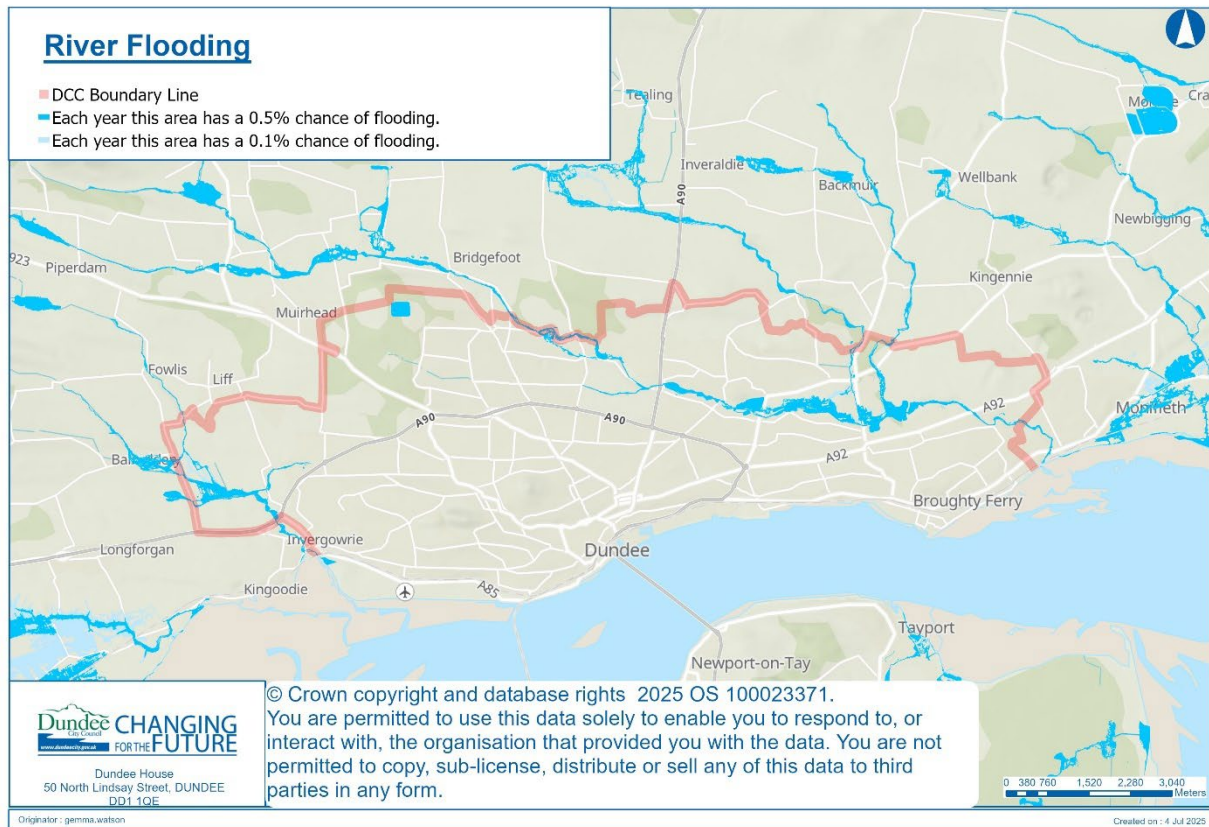 River Flooding
DCC Boundary Line
Each year this area has a 0.5% chance of flooding.
Each year this area has a 0.1% chance of flooding.
Tealing
Inveraldie
A90
Backmuir
Wellbank
Newbigging
Kingennie
923
Piperdam
Bridgefoot
Muirhead
Fowlis
Liff
A90
A90
A92
Monifieth
A92
Broughty Ferry
Longforgan
Invergowrie
Dundee
Kingoodie
A85
Tayport
Newport-on-Tay
Dundee
City Council
www.dundeecity.gov.uk
CHANGING
FOR THE FUTURE
Dundee House
50 North Lindsay Street, DUNDEE
DD1 1QE
© Crown copyright and database rights 2025 OS 100023371.
You are permitted to use this data solely to enable you to respond to, or
interact with, the organisation that provided you with the data. You are not
permitted to copy, sub-license, distribute or sell any of this data to third
parties in any form.
0 380 760 1,520 2,280 3,040
Meters
Originator : gemma.watson
Created on : 4 Jul 2025